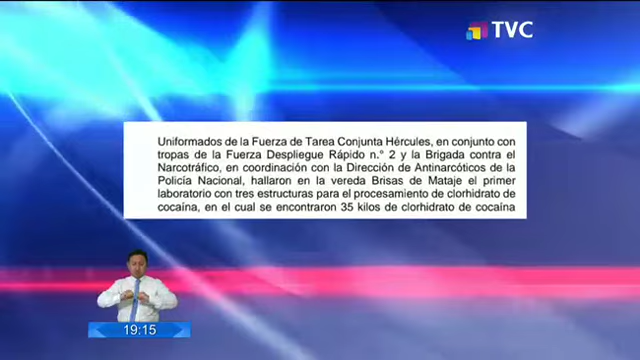 TVC
Uniformados de la Fuerza de Tarea Conjunta Hércules, en conjunto con
tropas de la Fuerza Despliegue Rápido n.° 2 y la Brigada contra el
Narcotráfico, en coordinación con la Dirección de Antinarcóticos de la
Policía Nacional, hallaron en la vereda Brisas de Mataje el primer
laboratorio con tres estructuras para el procesamiento de clorhidrato de
cocaína, en el cual se encontraron 35 kilos de clorhidrato de cocaína
19:15